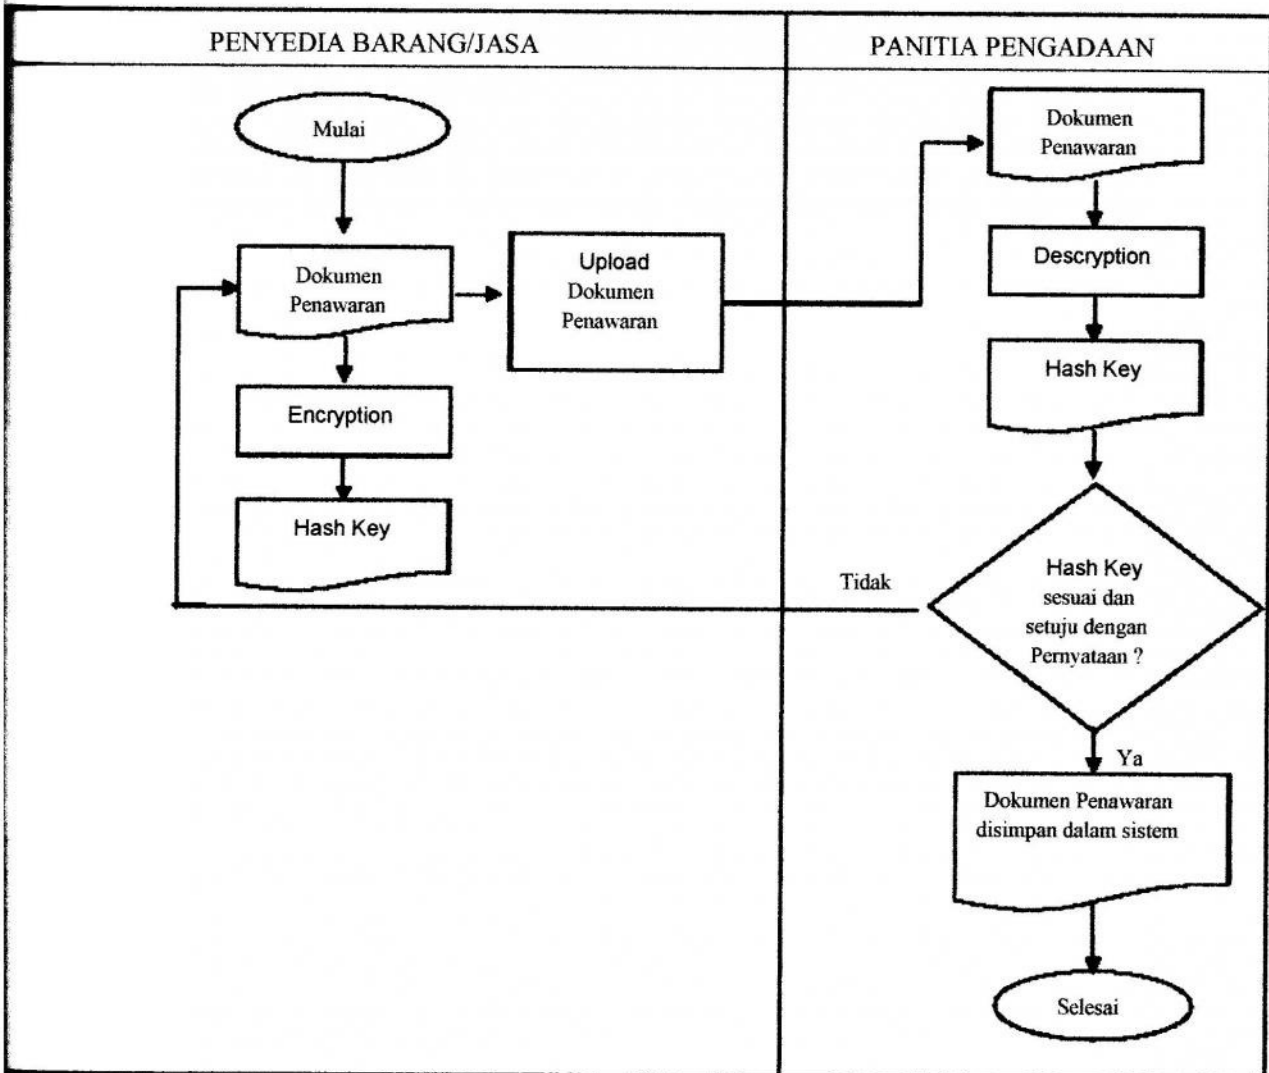 PENYEDIA BARANG/JASA
PANITIA PENGADAAN
Mulai
Dokumen
Penawaran
Upload
Dokumen
Penawaran
Encryption
Hash Key
Dokumen
Penawaran
Descryption
Hash Key
Hash Key
sesuai dan
setuju dengan
Pernyataan ?
Tidak
Ya
Dokumen Penawaran
disimpan dalam sistem
Selesai